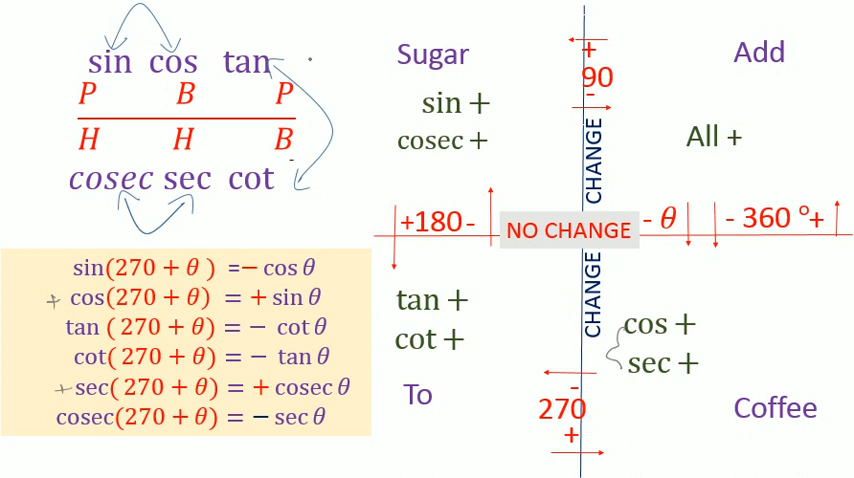 sin cos tan
P B P
H H B
cosec sec cot
sin(270 + θ ) =− cos θ
+ cos(270 + θ) = + sin θ
tan ( 270 + θ) = − cot θ
cot( 270 + θ) = − tan θ
+ sec( 270 + θ) = + cosec θ
cosec(270 + θ) = − sec θ
Sugar
sin +
cosec +
+
90
-
CHANGE
Add
All +
+180-
NO CHANGE
- θ
- 360 °+
tan +
cot +
To
CHANGE
-
270
+
cos +
sec +
Coffee